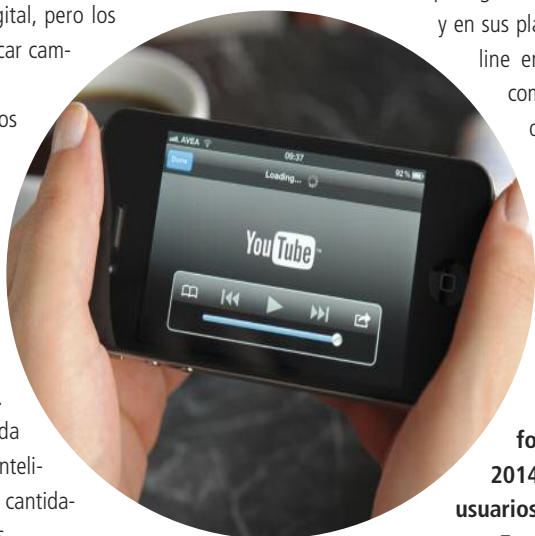 gital, pero los
car cam-
os
da
nteli-
cantida-
y en sus pla
line en
con
AVEA
09:37
92%
Done
Loading...
YouTube
fo
2014
usuarios